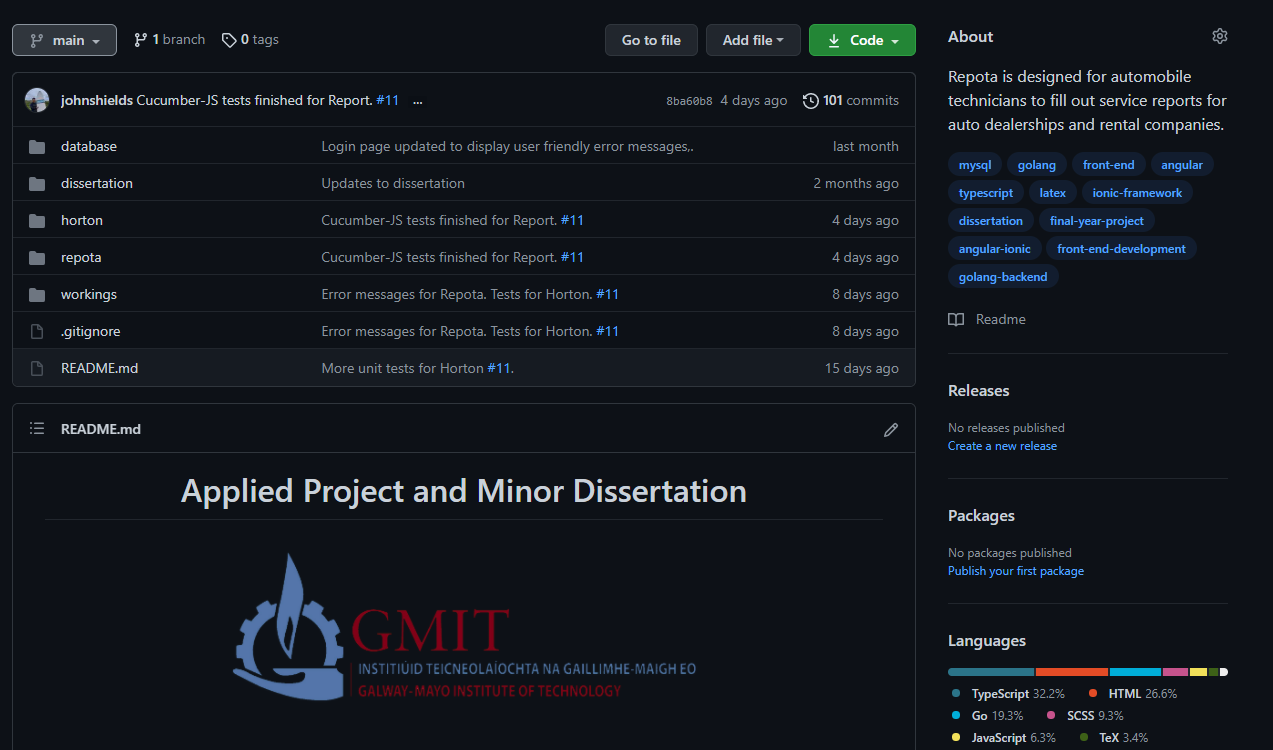 main
1 branch
0 tags
Go to file
Add file
Code
johnshields Cucumber-JS tests finished for Report. #11 ...
8ba60b8 4 days ago
101 commits
database Login page updated to display user friendly error messages,. last month
dissertation Updates to dissertation 2 months ago
horton Cucumber-JS tests finished for Report. #11 4 days ago
repota Cucumber-JS tests finished for Report. #11 4 days ago
workings Error messages for Repota. Tests for Horton. #11 8 days ago
.gitignore Error messages for Repota. Tests for Horton. #11 8 days ago
README.md More unit tests for Horton #11. 15 days ago
README.md
Applied Project and Minor Dissertation
GMIT
INSTITIÚID TEICNEOLAÍOCHTA NA GAILLIMHE-MAIGH EO
GALWAY-MAYO INSTITUTE OF TECHNOLOGY
About
Repota is designed for automobile
technicians to fill out service reports for
auto dealerships and rental companies.
mysql golang front-end angular
typescript latex ionic-framework
dissertation final-year-project
angular-ionic front-end-development
golang-backend
Readme
Releases
No releases published
Create a new release
Packages
No packages published
Publish your first package
Languages
TypeScript 32.2% HTML 26.6%
Go 19.3% SCSS 9.3%
JavaScript 6.3% TeX 3.4%